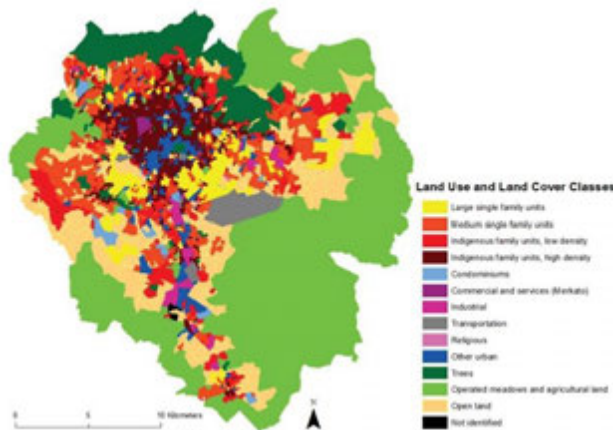 Land Use and Land Cover Classes
Large single family units
Medium single family units
Indigenous family units, low density
Indigenous family units, high density
Condominiums
Commercial and services (Merkato)
Industrial
Transportation
Religious
Other urban
Trees
Operated meadows and agricultural land
Open land
Not identified
0 5 10 Kilometers
N